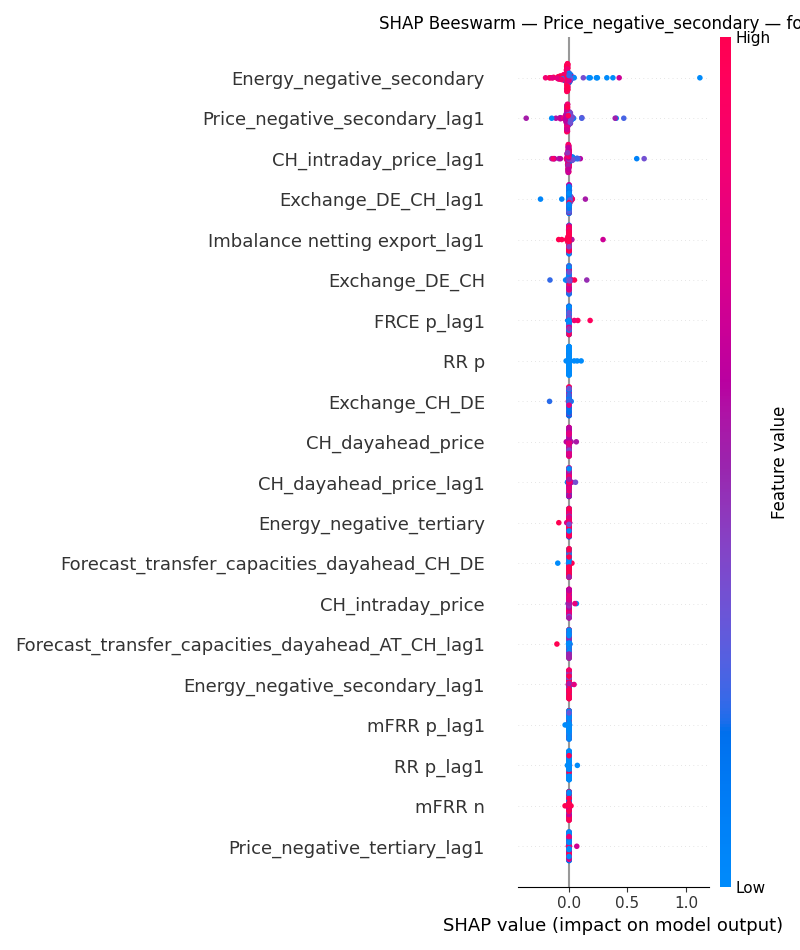 SHAP Beeswarm — Price_negative_secondary — fo
High
Energy_negative_secondary
Price_negative_secondary_lag1
CH_intraday_price_lag1
Exchange_DE_CH_lag1
Imbalance netting export_lag1
Exchange_DE_CH
FRCE p_lag1
RR p
Exchange_CH_DE
CH_dayahead_price
CH_dayahead_price_lag1
Energy_negative_tertiary
Forecast_transfer_capacities_dayahead_CH_DE
CH_intraday_price
Forecast_transfer_capacities_dayahead_AT_CH_lag1
Energy_negative_secondary_lag1
mFRR p_lag1
RR p_lag1
mFRR n
Price_negative_tertiary_lag1
Feature value
Low
0.0 0.5 1.0
SHAP value (impact on model output)